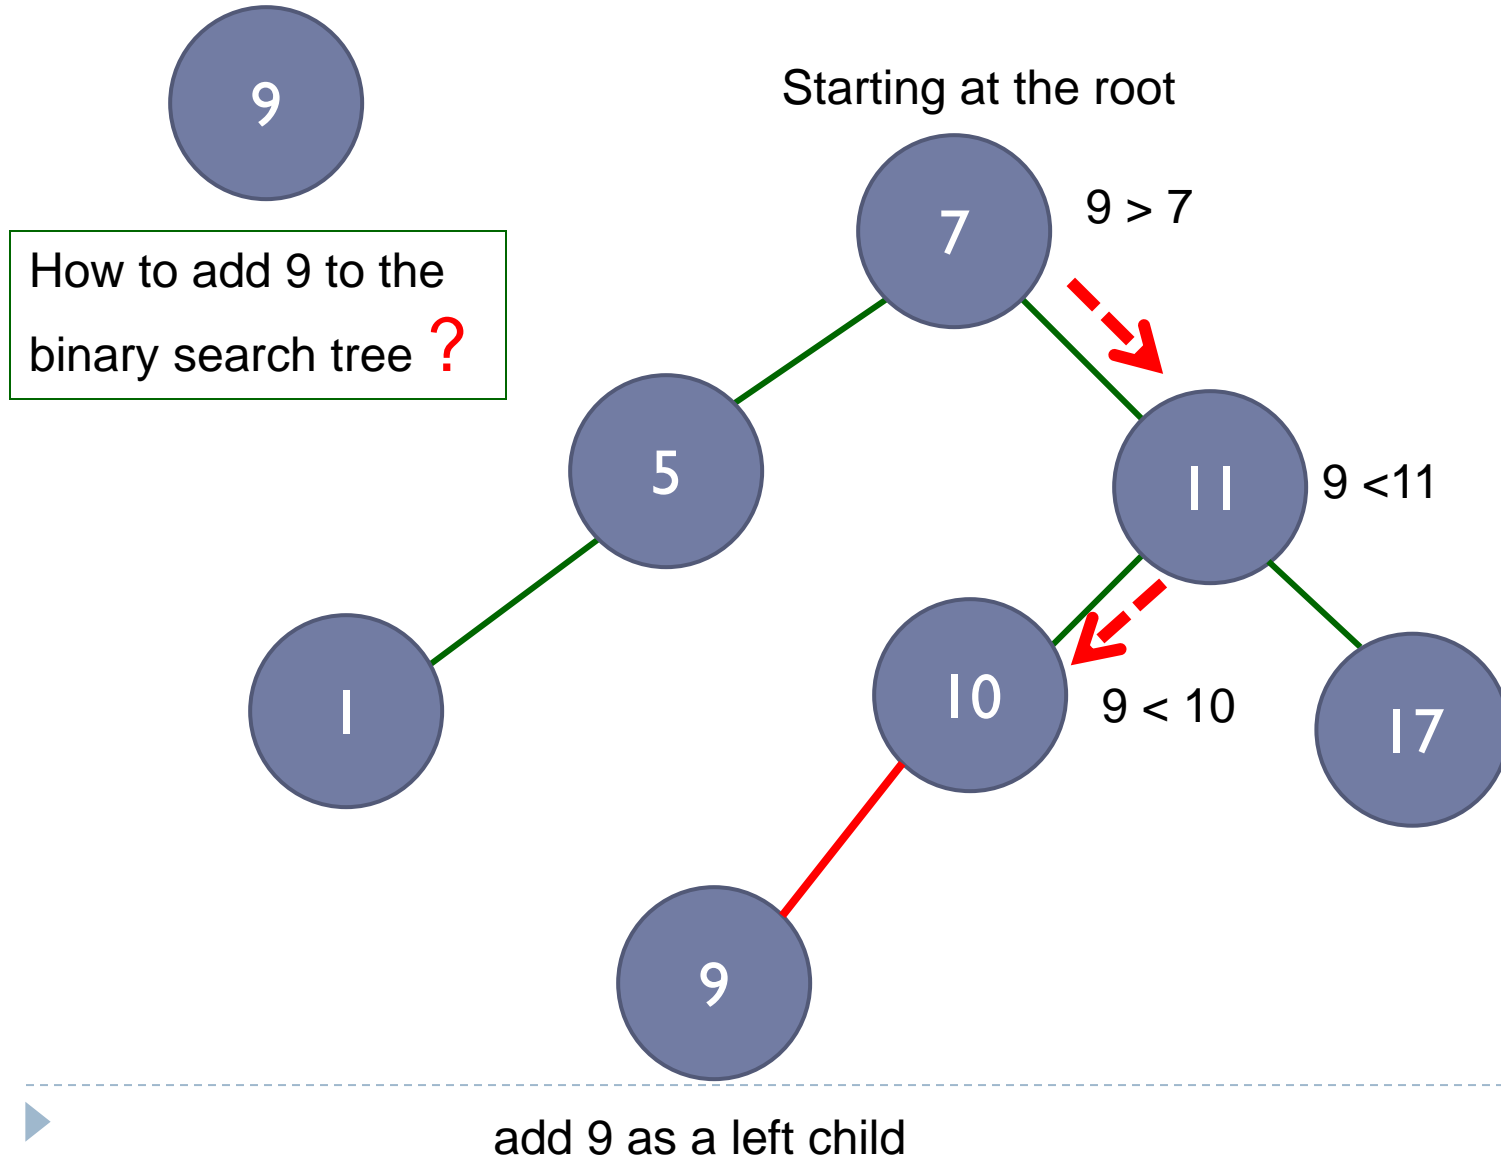 9
Starting at the root
How to add 9 to the
binary search tree ?
7
9 > 7
5
11
9 <11
1
10
9 < 10
17
9
add 9 as a left child